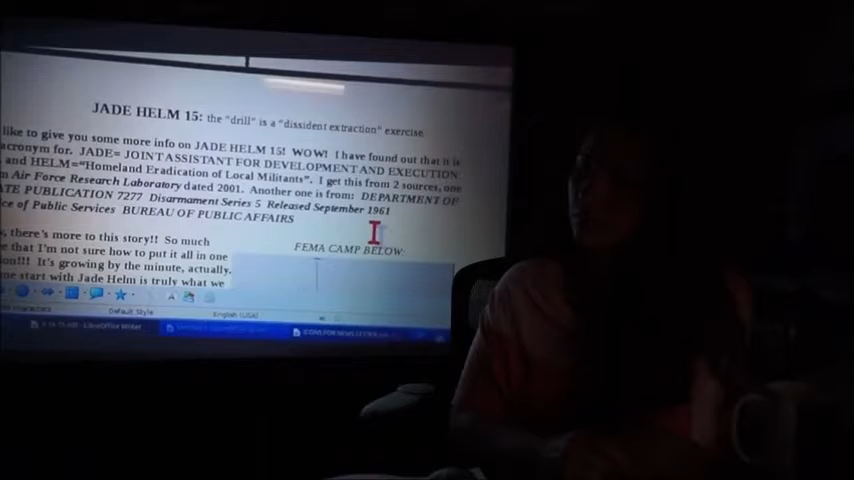 JADE HELM 15: the "drill" is a "dissident extraction" exercise
like to give you some more info on JADE HELM 15! WOW! I have found out that it is
acronym for. JADE= JOINT ASSISTANT FOR DEVELOPMENT AND EXECUTION
and HELM="Homeland Eradication of Local Militants". I get this from 2 sources, one
Air Force Research Laboratory dated 2001. Another one is from: DEPARTMENT OF
PUBLICATION 7277 Disarmament Series 5 Released September 1961
ce of Public Services BUREAU OF PUBLIC AFFAIRS
there's more to this story!! So much
e that I'm not sure how to put it all in one
on!!! It's growing by the minute, actually.
start with Jade Helm is truly what we
FEMA CAMP BELOW
Default Style
English (USA)
LibreOffice Writer